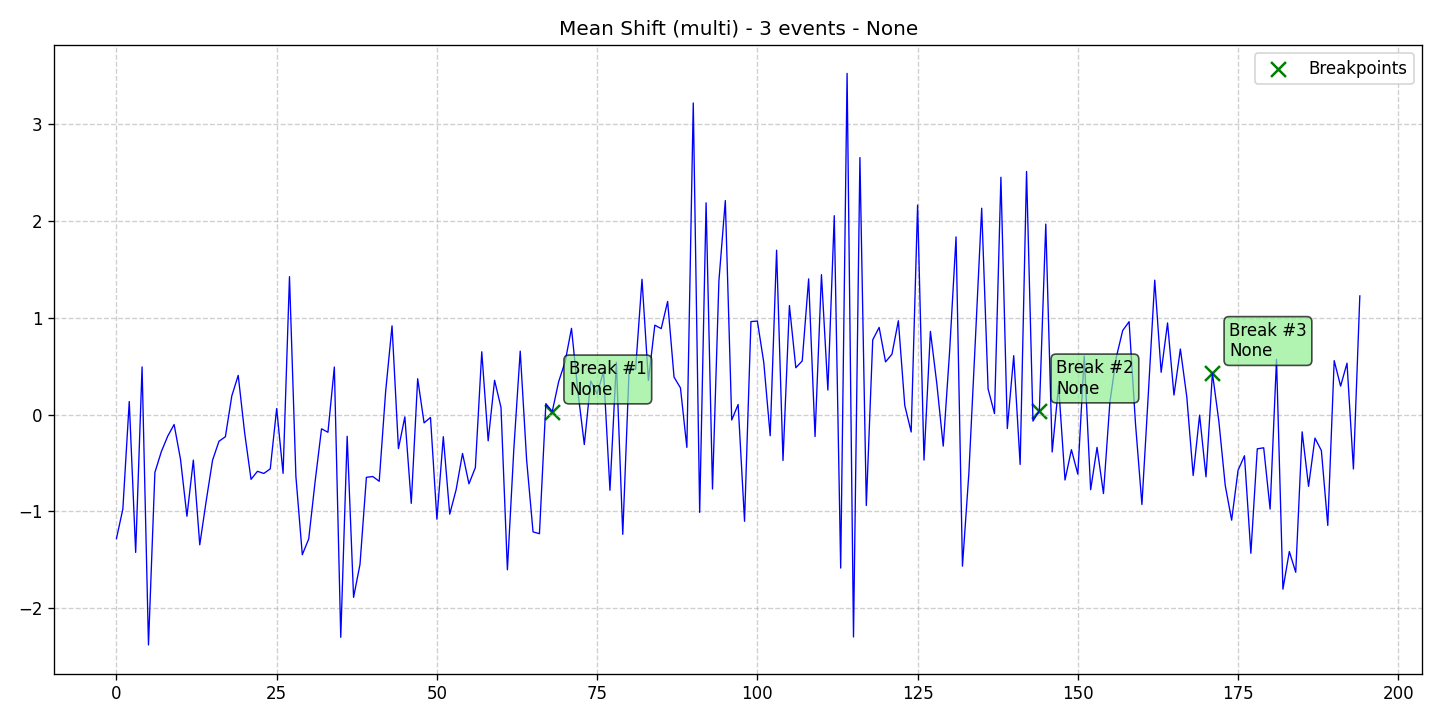 Mean Shift (multi) - 3 events - None
Breakpoints
3
2
1
0
−1
−2
Break #1
None
Break #2
None
Break #3
None
0
25
50
75
100
125
150
175
200